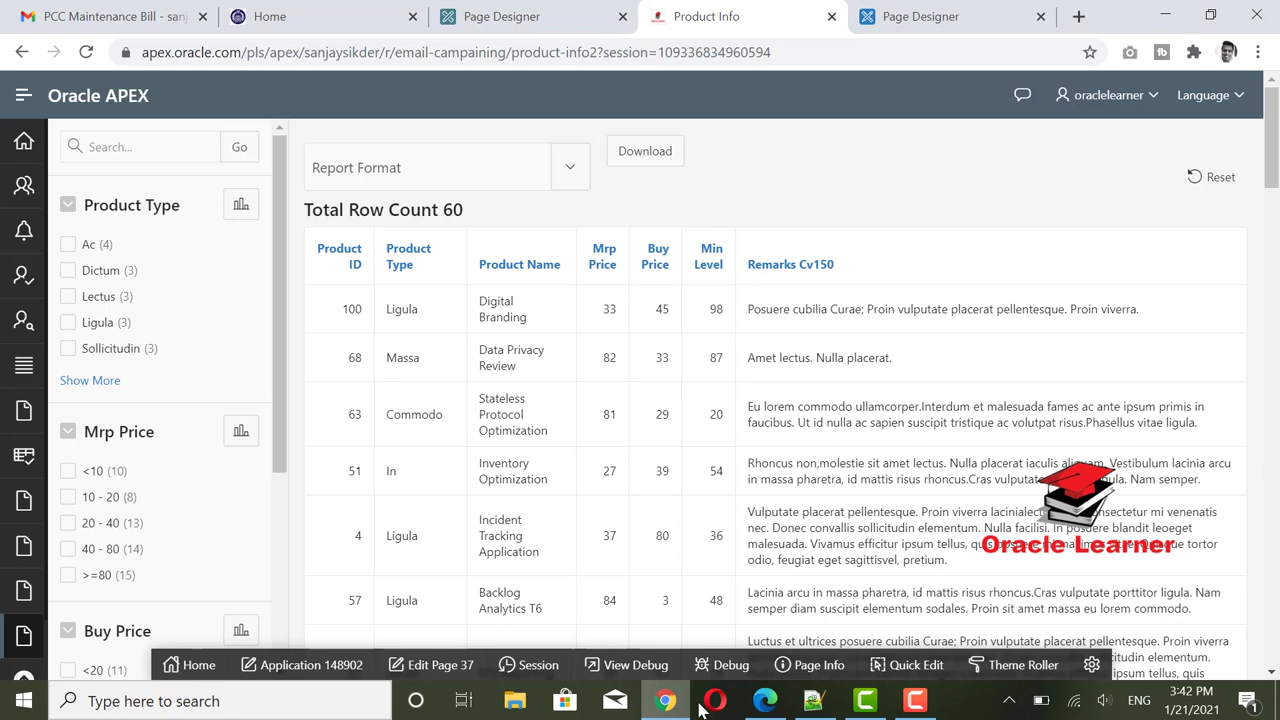 PCC Maintenance Bill - sanj
Home
Page Designer
Product Info
Page Designer
apex.oracle.com/pls/apex/sanjaysikder/r/email-campaining/product-info2?session=109336834960594
Oracle APEX
oraclelearner
Language
Search...
Go
Report Format
Download
Reset
Product Type
Ac (4)
Dictum (3)
Lectus (3)
Ligula (3)
Sollicitudin (3)
Show More
Mrp Price
<10 (10)
10 - 20 (8)
20 - 40 (13)
40 - 80 (14)
>=80 (15)
Buy Price
<20 (11)
Total Row Count 60
Product ID Product Type Product Name Mrp Price Buy Price Min Level Remarks Cv150
100 Ligula Digital Branding 33 45 98 Posuere cubilia Curae; Proin vulputate placerat pellentesque. Proin viverra.
68 Massa Data Privacy Review 82 33 87 Amet lectus. Nulla placerat.
63 Commodo Stateless Protocol Optimization 81 29 20 Eu lorem commodo ullamcorper.Interdum et malesuada fames ac ante ipsum primis in
faucibus. Ut id nulla ac sapien suscipit tristique ac volutpat risus.Phasellus vitae ligula.
51 In Inventory Optimization 27 39 54 Rhoncus non,molestie sit amet lectus. Nulla placerat iaculis aliquam. Vestibulum lacinia arcu
in massa pharetra, id mattis risus rhoncus.Cras vulputate Nam semper.
4 Ligula Incident Tracking Application 37 80 36 Vulputate placerat pellentesque. Proin viverra mi venenatis
nec. Donec convallis sollicitudin elementum. Nulla facilisi. In posuere blandit leoeget
malesuada. Vivamus efficitur ipsum tellus, tortor
odio, feugiat eget sagittisvel, pretium.
57 Ligula Backlog Analytics T6 84 3 48 Lacinia arcu in massa pharetra, id mattis risus rhoncus.Cras vulputate porttitor ligula. Nam
semper diam suscipit elementum sodales. Proin sit amet massa eu lorem commodo.
Luctus et ultrices posuere cubilia Curae; Proin vulputate placerat pellentesque. Proin viverra
Oracle Learner
Home
Application 148902
Edit Page 37
Session
View Debug
Debug
Page Info
Quick Edit
Theme Roller
Type here to search
ENG
3:42 PM
1/21/2021
1